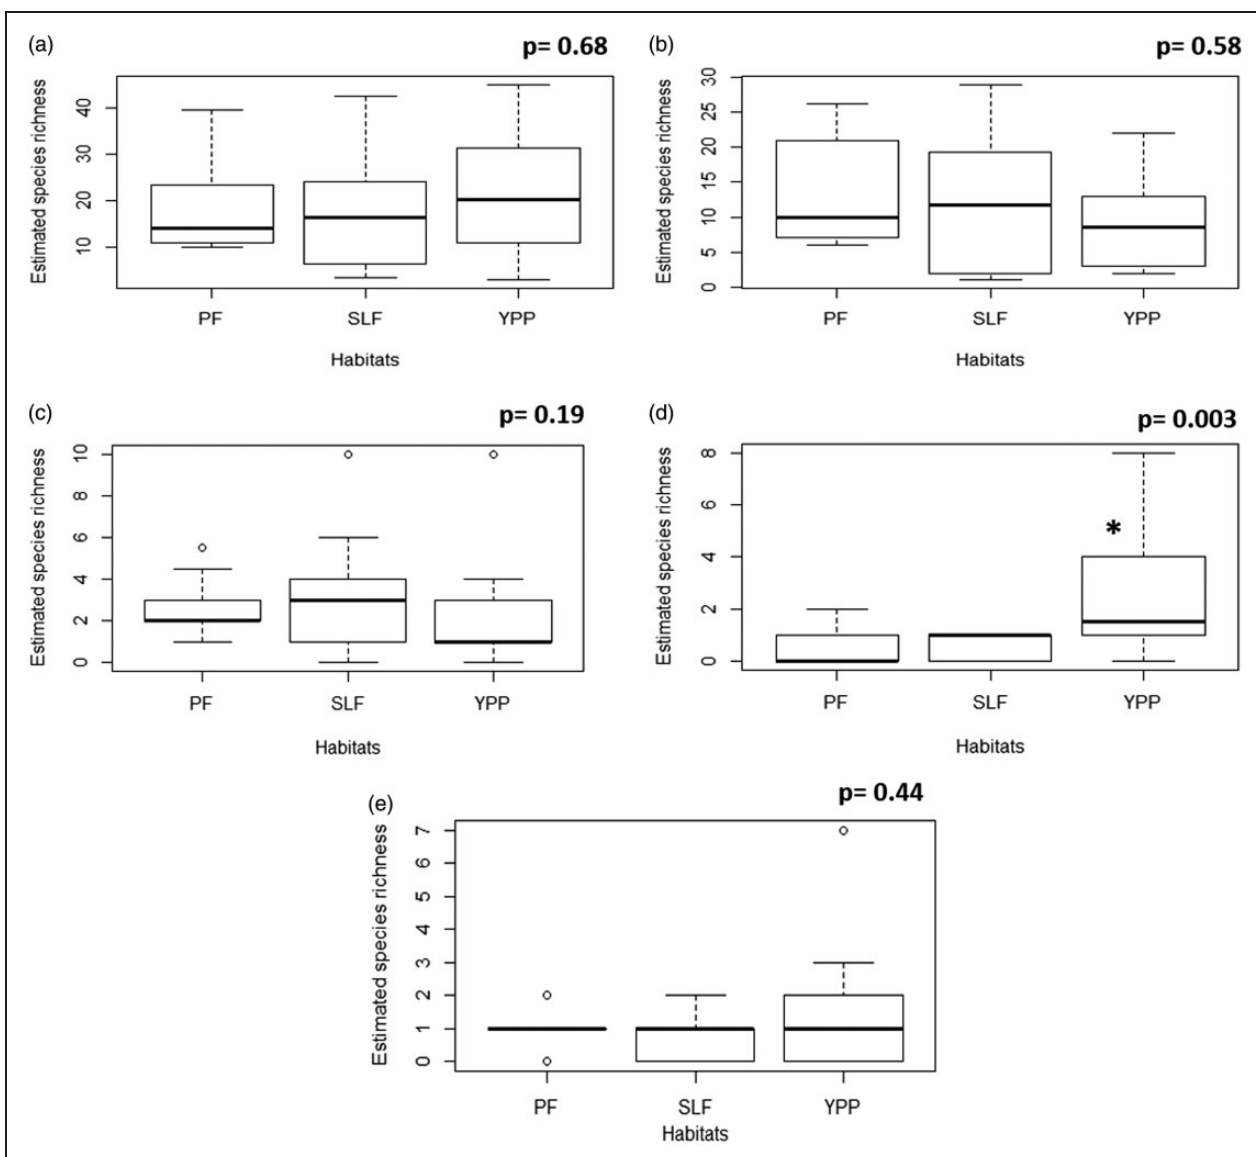 (a)
p= 0.68
Estimated species richness
40
30
20
10
PF SLF YPP
Habitats
(b)
p= 0.58
Estimated species richness
30
25
20
15
10
5
0
PF SLF YPP
Habitats
(c)
p= 0.19
Estimated species richness
10
8
6
4
2
0
PF SLF YPP
Habitats
(d)
p= 0.003
Estimated species richness
8
6
4
2
0
*
PF SLF YPP
Habitats
(e)
p= 0.44
Estimated species richness
7
6
5
4
3
2
1
0
PF SLF YPP
Habitats